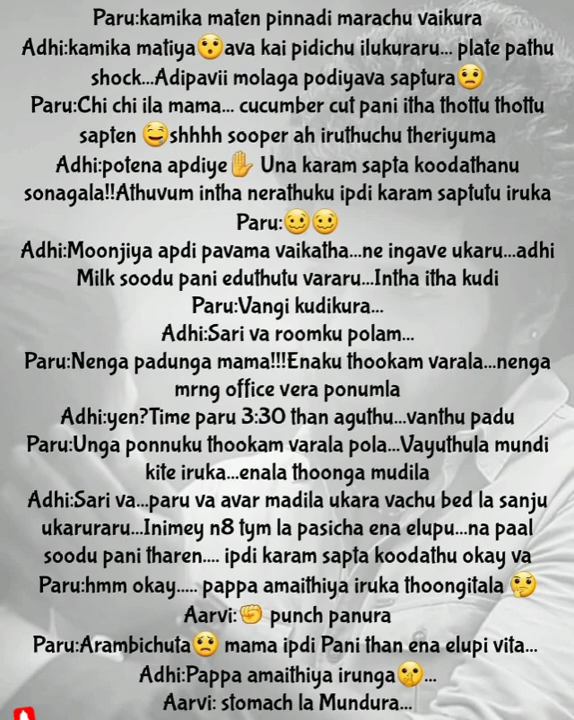 Paru:kamika maten pinnadi marachu vaikura
Adhi:kamika matiya😯ava kai pidichu ilukuraru... plate pathu
shock...Adipavii molaga podiyava saptura😟
Paru:Chi chi ila mama... cucumber cut pani itha thottu thottu
sapten 🤤shhhh sooper ah iruthuchu theriyuma
Adhi:potena apdiye✋ Una karam sapta koodathanu
sonagala!!Athuvum intha nerathuku ipdi karam saptutu iruka
Paru:🥴🥴
Adhi:Moonjiya apdi pavama vaikatha...ne ingave ukaru...adhi
Milk soodu pani eduthutu vararu...Intha itha kudi
Paru:Vangi kudikura...
Adhi:Sari va roomku polam...
Paru:Nenga padunga mama!!!Enaku thookam varala...nenga
mrng office vera ponumla
Adhi:yen?Time paru 3:30 than aguthu...vanthu padu
Paru:Unga ponnuku thookam varala pola...Vayuthula mundi
kite iruka...enala thoonga mudila
Adhi:Sari va...paru va avar madila ukara vachu bed la sanju
ukaruraru...Inimey n8 tym la pasicha ena elupu...na paal
soodu pani tharen.... ipdi karam sapta koodathu okay va
Paru:hmm okay..... pappa amaithiya iruka thoongitala 🤔
Aarvi:✊ punch panura
Paru:Arambichuta😟 mama ipdi Pani than ena elupi vita...
Adhi:Pappa amaithiya irunga🤫...
Aarvi: stomach la Mundura...